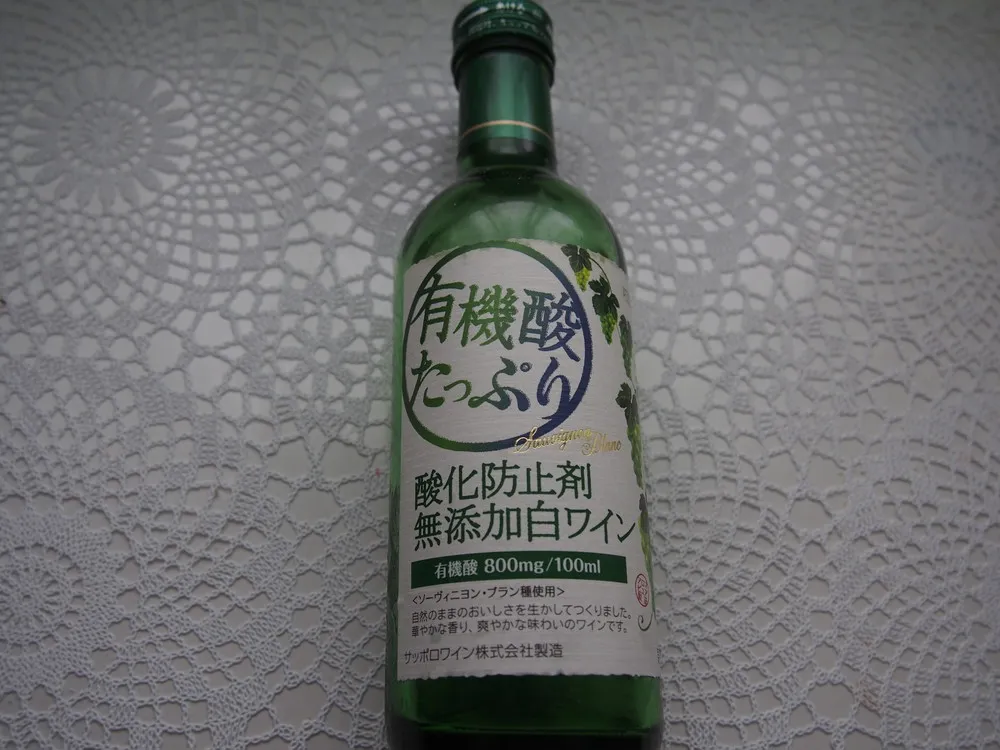 有機酸
たっぷり
Sauvignon Blanc
酸化防止剤
無添加白ワイン
有機酸 800mg/100ml
<ソーヴィニヨン・ブラン種使用>
自然のままのおいしさを生かしてつくりました。
華やかな香り、爽やかな味わいのワインです。
サッポロワイン株式会社製造